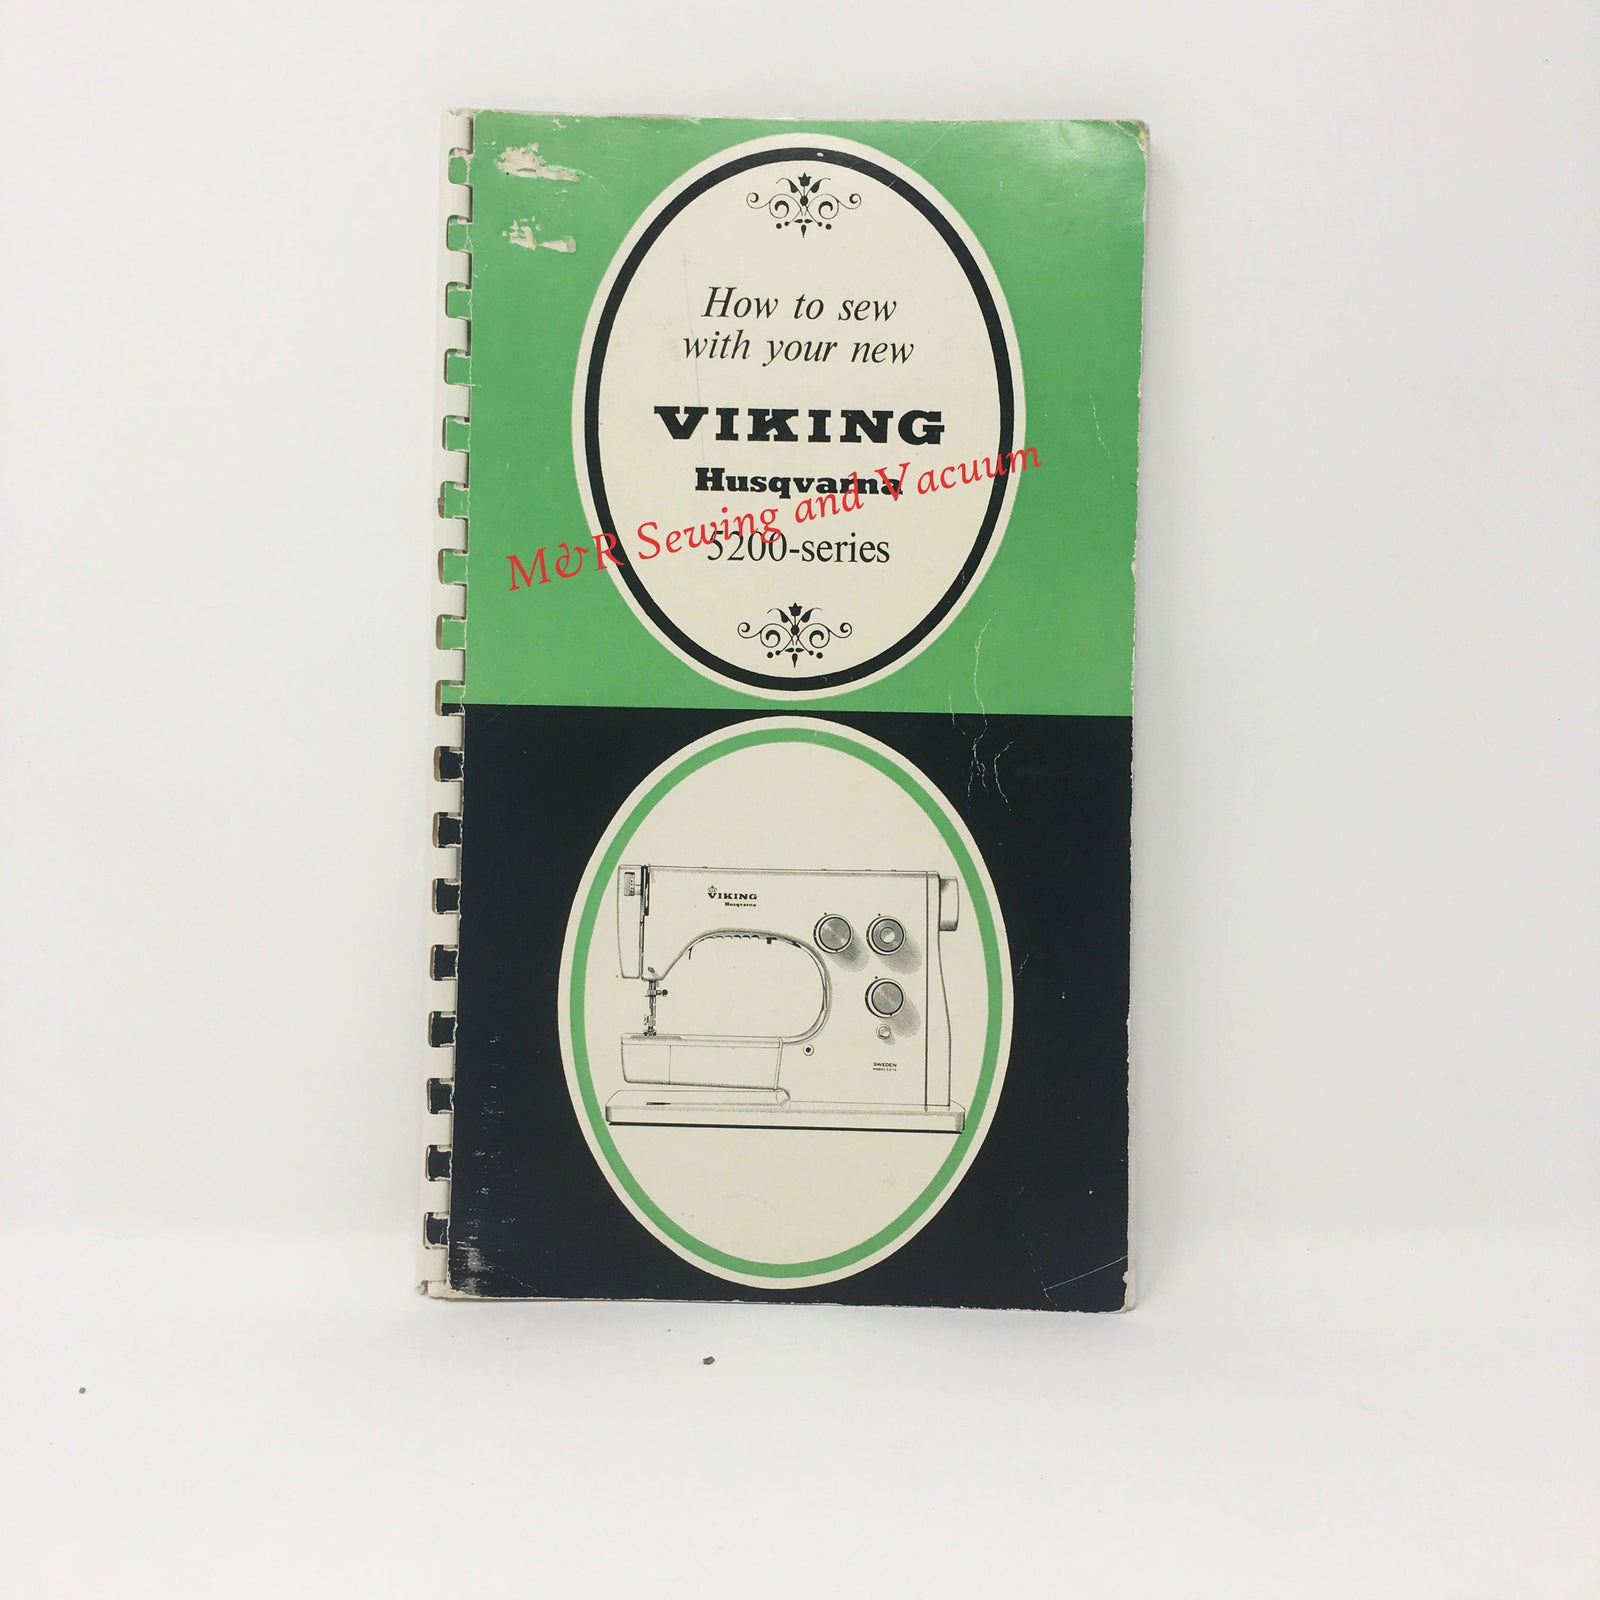 How to sew
with your new
VIKING
Husqvarna
M&R Sewing and Vacuum
5200-series
VIKING
Husqvarna
SWEDEN